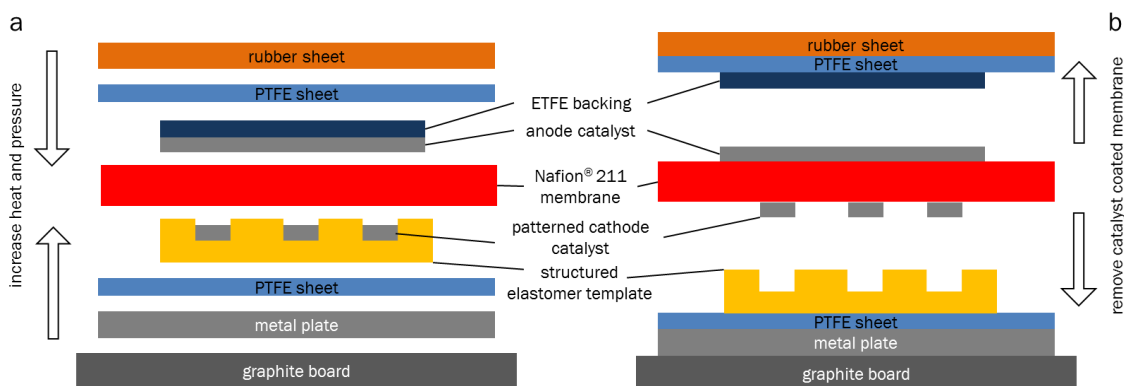 a
increase heat and pressure
rubber sheet
PTFE sheet
PTFE sheet
metal plate
graphite board
ETFE backing
anode catalyst
Nafion® 211
membrane
patterned cathode
catalyst
structured
elastomer template
b
rubber sheet
PTFE sheet
PTFE sheet
metal plate
graphite board
remove catalyst coated membrane